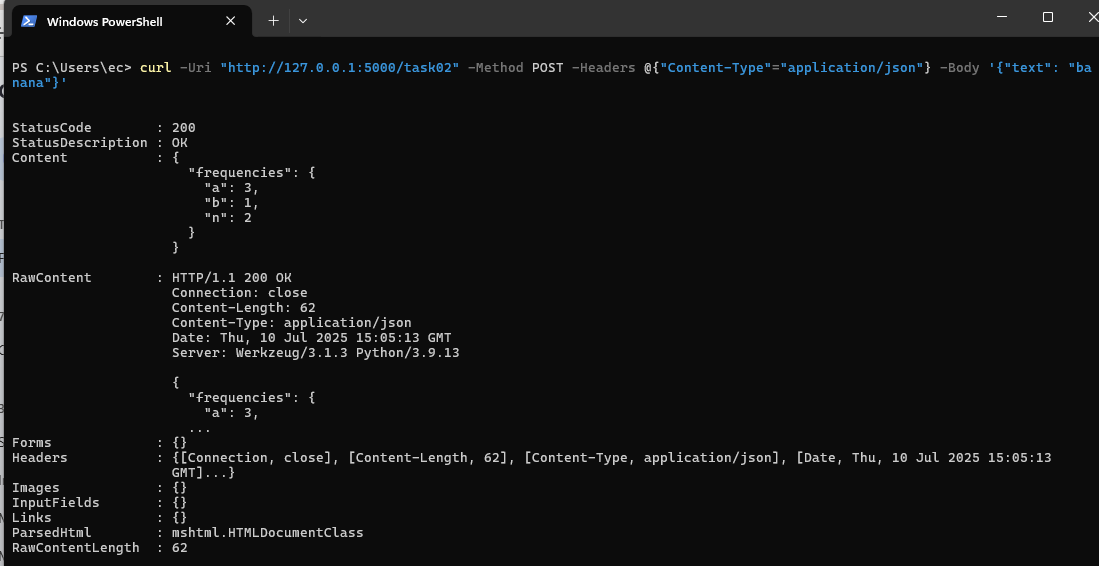 Windows PowerShell
PS C:\Users\ec> curl -Uri "http://127.0.0.1:5000/task02" -Method POST -Headers @{"Content-Type"="application/json"} -Body '{"text": "ba
nana"}'
StatusCode        : 200
StatusDescription : OK
Content           : {
                      "frequencies": {
                        "a": 3,
                        "b": 1,
                        "n": 2
                      }
                    }
RawContent        : HTTP/1.1 200 OK
                    Connection: close
                    Content-Length: 62
                    Content-Type: application/json
                    Date: Thu, 10 Jul 2025 15:05:13 GMT
                    Server: Werkzeug/3.1.3 Python/3.9.13
                    {
                      "frequencies": {
                        "a": 3,
                      ...
Forms             : {}
Headers           : {[Connection, close], [Content-Length, 62], [Content-Type, application/json], [Date, Thu, 10 Jul 2025 15:05:13
                    GMT]...}
Images            : {}
InputFields       : {}
Links             : {}
ParsedHtml        : mshtml.HTMLDocumentClass
RawContentLength  : 62